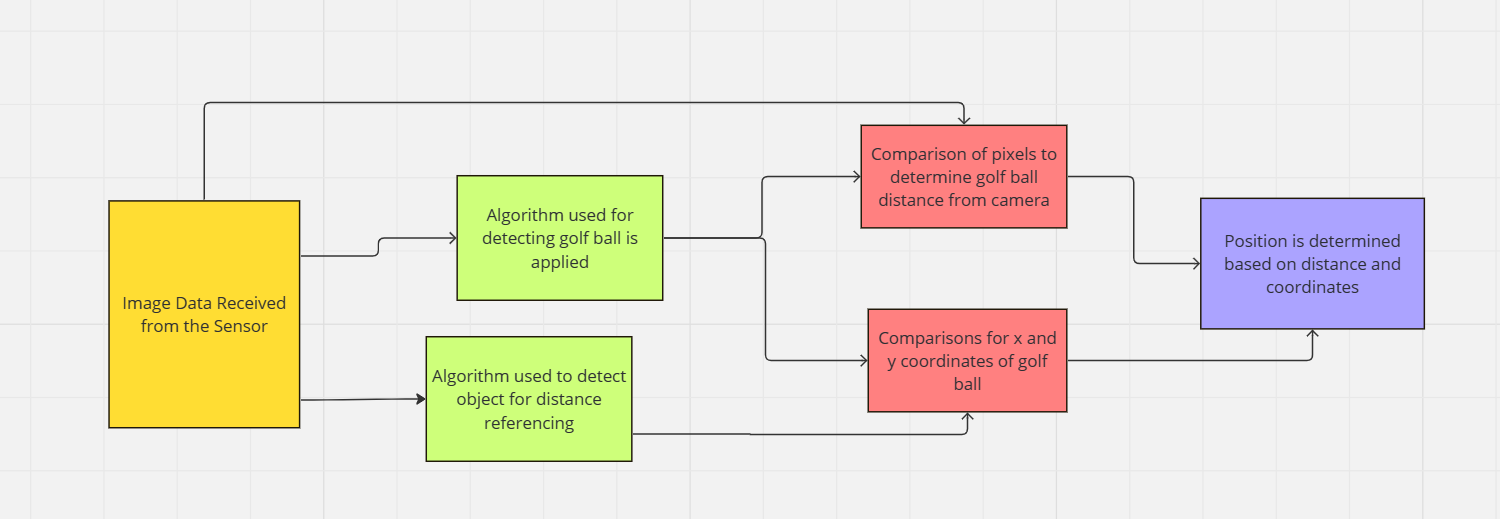 Image Data Received
from the Sensor
Algorithm used for
detecting golf ball is
applied
Algorithm used to detect
object for distance
referencing
Comparison of pixels to
determine golf ball
distance from camera
Comparisons for x and
y coordinates of golf
ball
Position is determined
based on distance and
coordinates